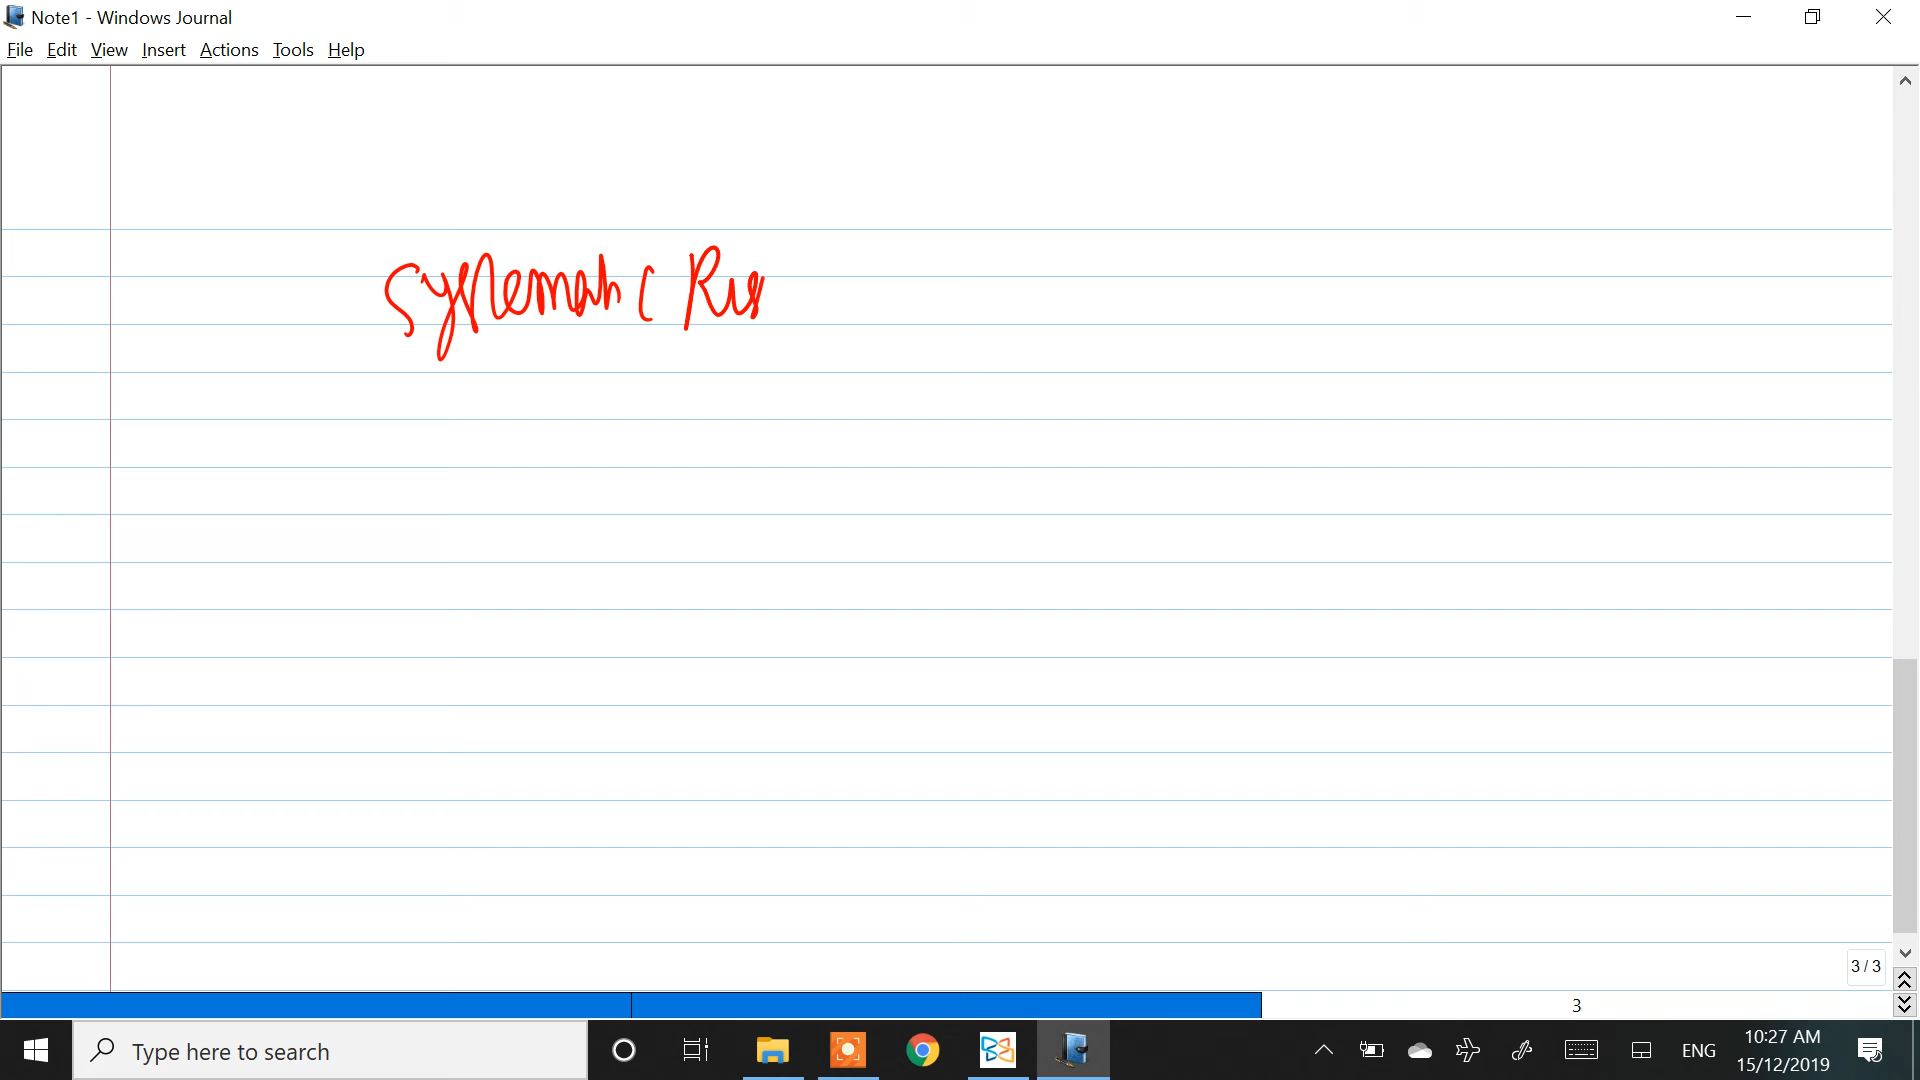 Note1 - Windows Journal
File Edit View Insert Actions Tools Help
Systematic Ris
3 / 3
3
Type here to search
ENG
10:27 AM
15/12/2019